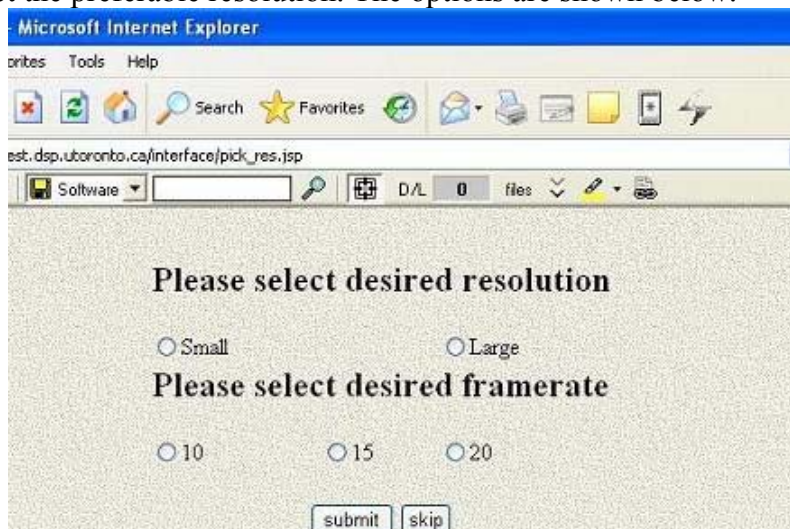 the preferable resolution. The options are shown below.
Microsoft Internet Explorer
Tools Help
Search Favorites
est.dsp.utoronto.ca/interface/pick_res.jsp
Software D/L 0 files
Please select desired resolution
Small Large
Please select desired framerate
10 15 20
submit skip